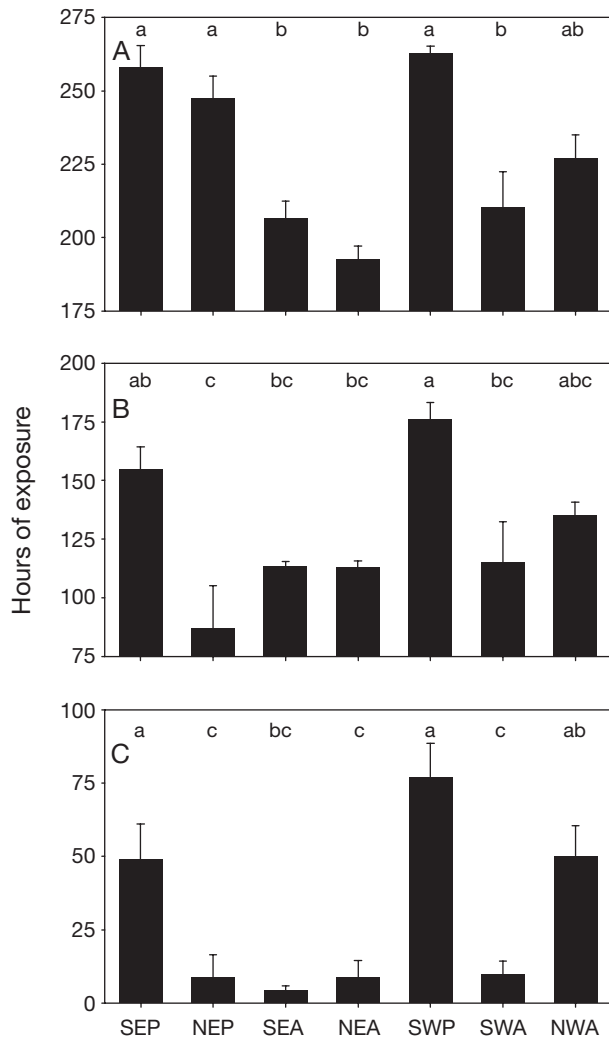 275
a a b b a b ab
A
250
225
200
175
200
ab c bc bc a bc abc
B
175
150
125
100
75
Hours of exposure
100
a c bc c a c ab
C
75
50
25
0
SEP NEP SEA NEA SWP SWA NWA